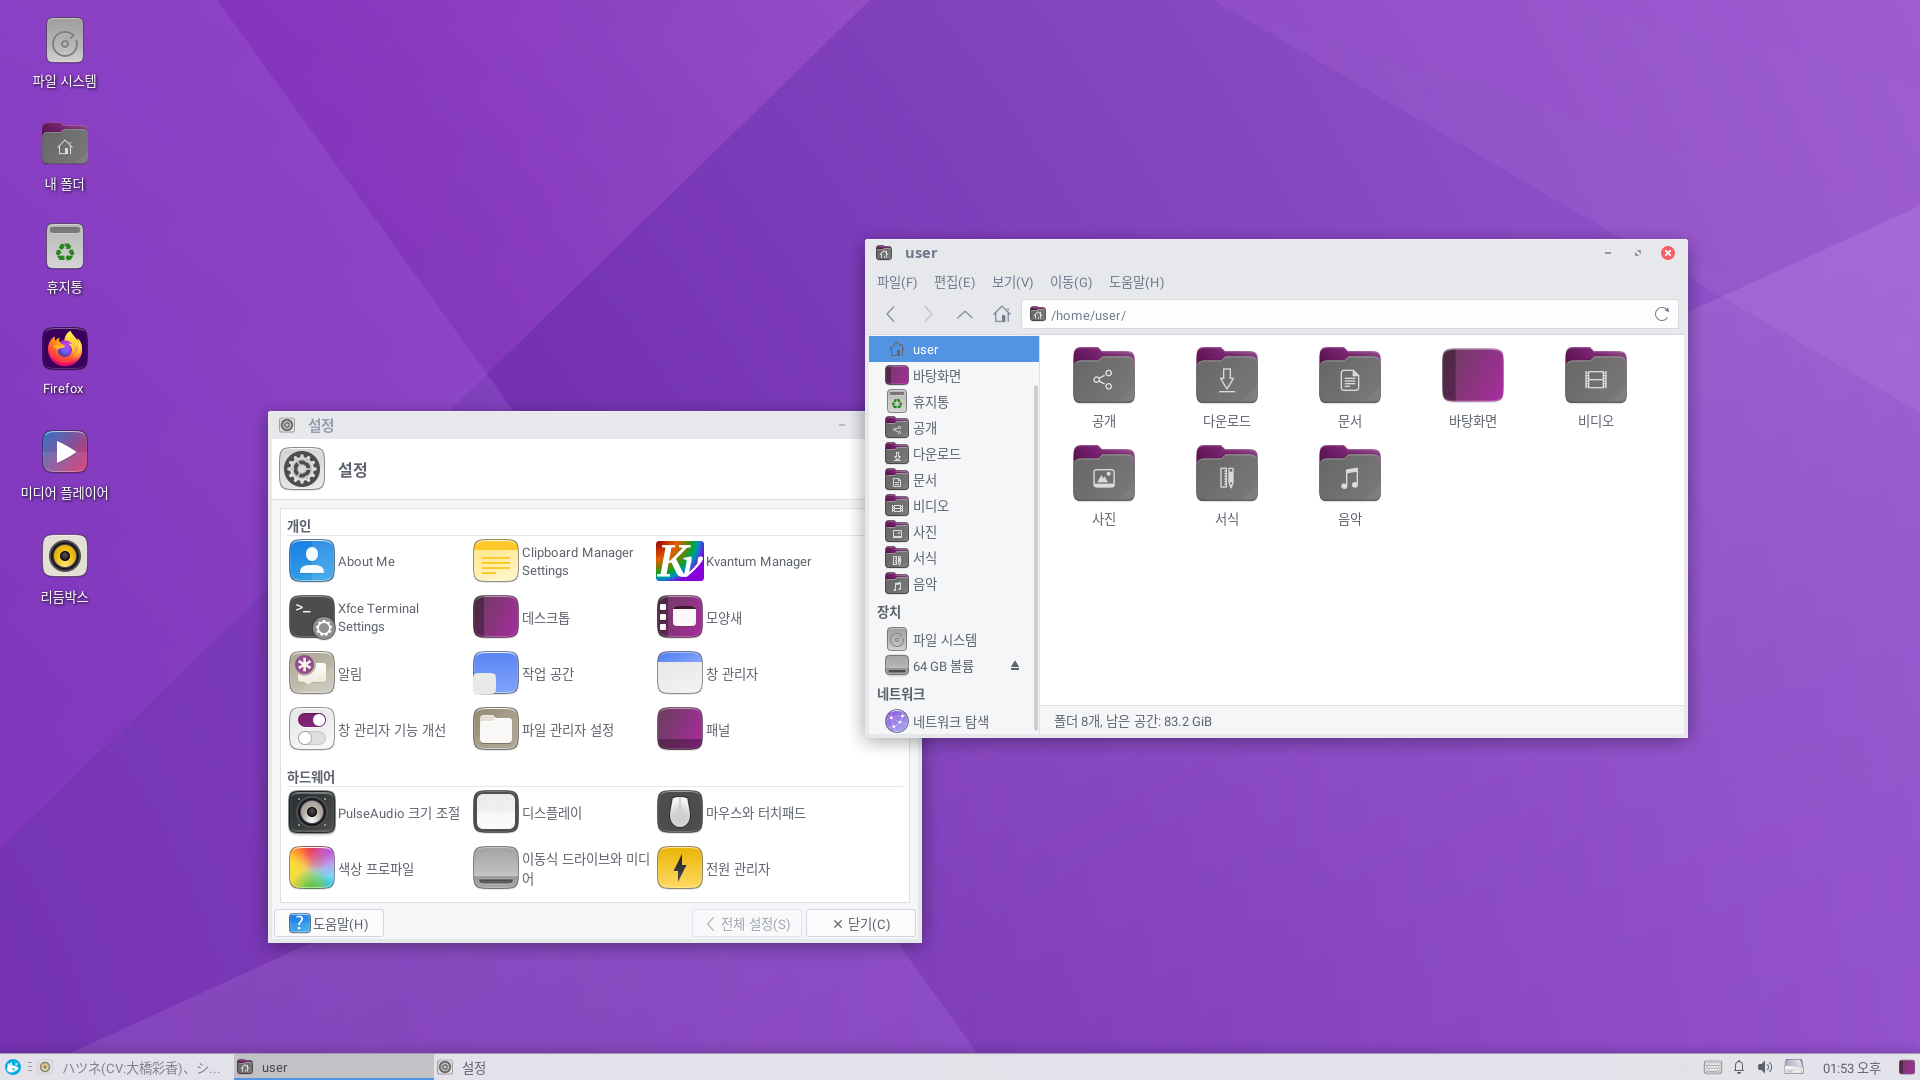 파일 시스템
내 폴더
휴지통
Firefox
미디어 플레이어
리듬박스
설정
설정
개인
About Me
Clipboard Manager
Settings
Kvantum Manager
Xfce Terminal
Settings
데스크톱
모양새
알림
작업 공간
창 관리자
창 관리자 기능 개선
파일 관리자 설정
패널
하드웨어
PulseAudio 크기 조절
디스플레이
마우스와 터치패드
색상 프로파일
이동식 드라이브와 미디
어
전원 관리자
도움말(H)
전체 설정(S)
닫기(C)
user
파일(F) 편집(E) 보기(V) 이동(G) 도움말(H)
/home/user/
user
바탕화면
휴지통
공개
다운로드
문서
비디오
사진
서식
음악
장치
파일 시스템
64 GB 볼륨
네트워크
네트워크 탐색
공개
다운로드
문서
바탕화면
비디오
사진
서식
음악
폴더 8개, 남은 공간: 83.2 GiB
ハツネ(CV:大橋彩香)、シ...
user
설정
01:53 오후